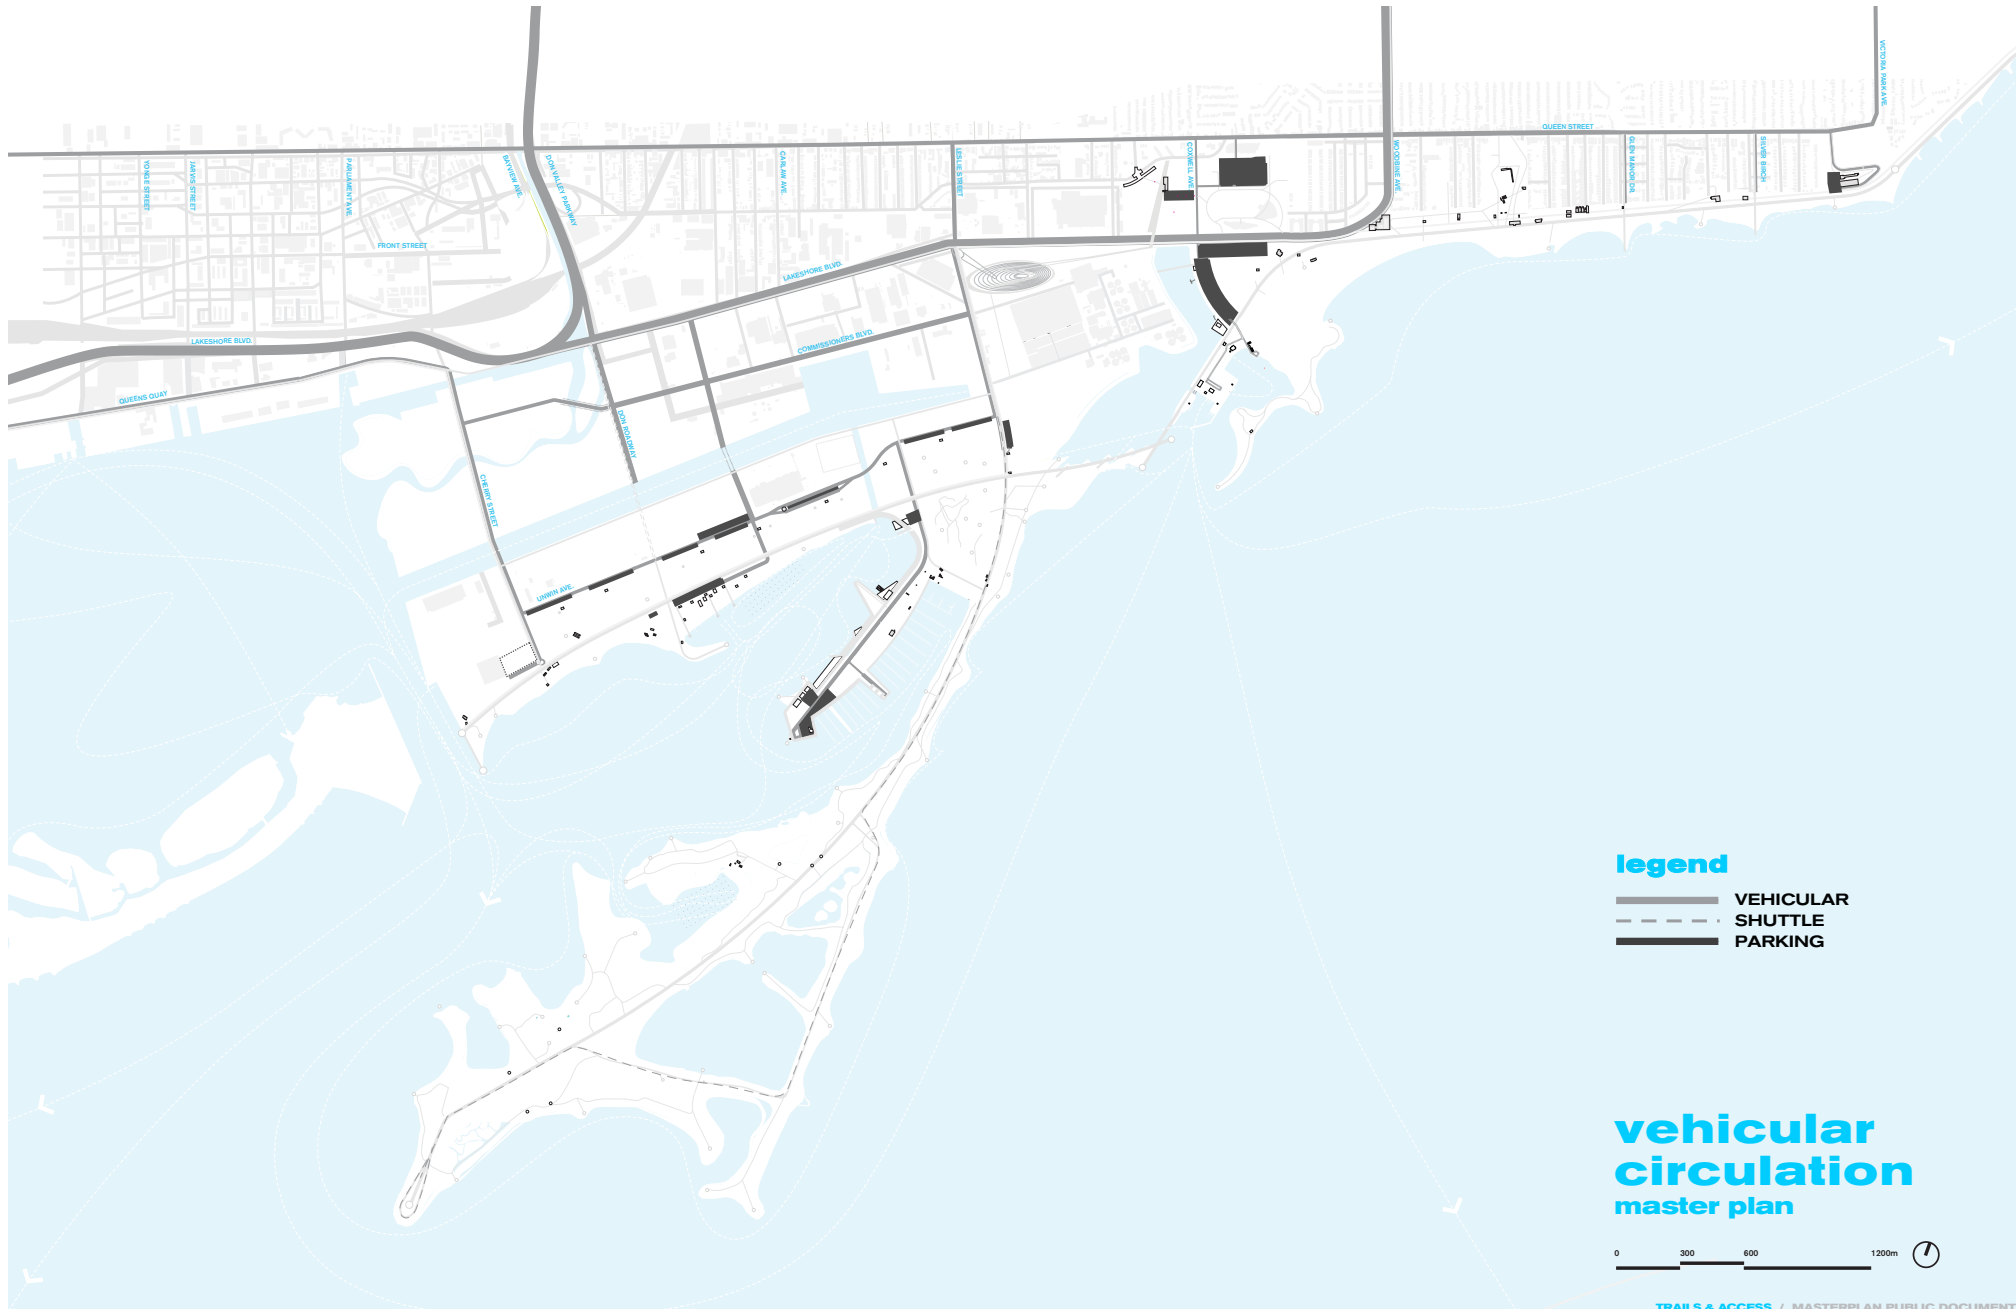 VICTORIA PARK AVE.
QUEEN STREET
YONGE STREET
JARVIS STREET
PARLIAMENT AVE.
BAYVIEW AVE.
DON VALLEY PARKWAY
CARLAW AVE.
LESLIE STREET
COXWELL AVE.
WOODBINE AVE.
GLEN MANOR DR.
SILVER BIRCH
FRONT STREET
LAKESHORE BLVD.
LAKESHORE BLVD.
COMMISSIONERS BLVD.
QUEENS QUAY
DON ROADWAY
CHERRY STREET
UNWIN AVE.
legend
VEHICULAR
SHUTTLE
PARKING
vehicular
circulation
master plan
0 300 600 1200m
TRAILS & ACCESS / MASTERPLAN PUBLIC DOCUMENT